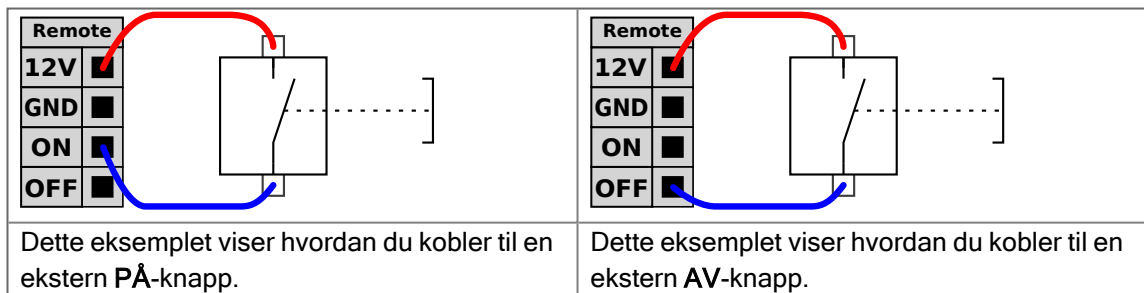 Remote
12V
GND
ON
OFF
Dette eksemplet viser hvordan du kobler til en
ekstern PÅ-knapp.
Remote
12V
GND
ON
OFF
Dette eksemplet viser hvordan du kobler til en
ekstern AV-knapp.